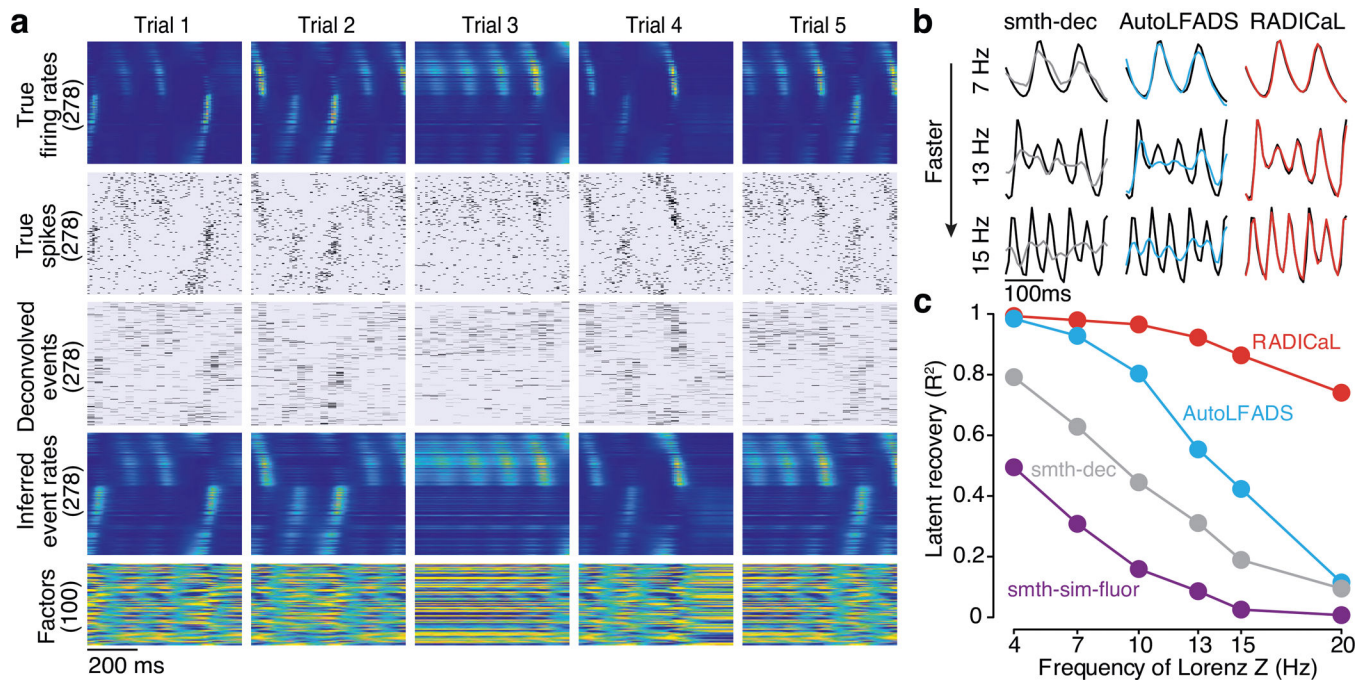 a
Trial 1 Trial 2 Trial 3 Trial 4 Trial 5
True
firing rates
(278)
True
spikes
(278)
Deconvolved
events
(278)
Inferred
event rates
(278)
Factors
(100)
200 ms
b
smth-dec AutoLFADS RADICaL
Faster
7 Hz
13 Hz
15 Hz
100ms
c
Latent recovery (R²)
1
0.8
0.6
0.4
0.2
0
RADICaL
AutoLFADS
smth-dec
smth-sim-fluor
4 7 10 13 15 20
Frequency of Lorenz Z (Hz)